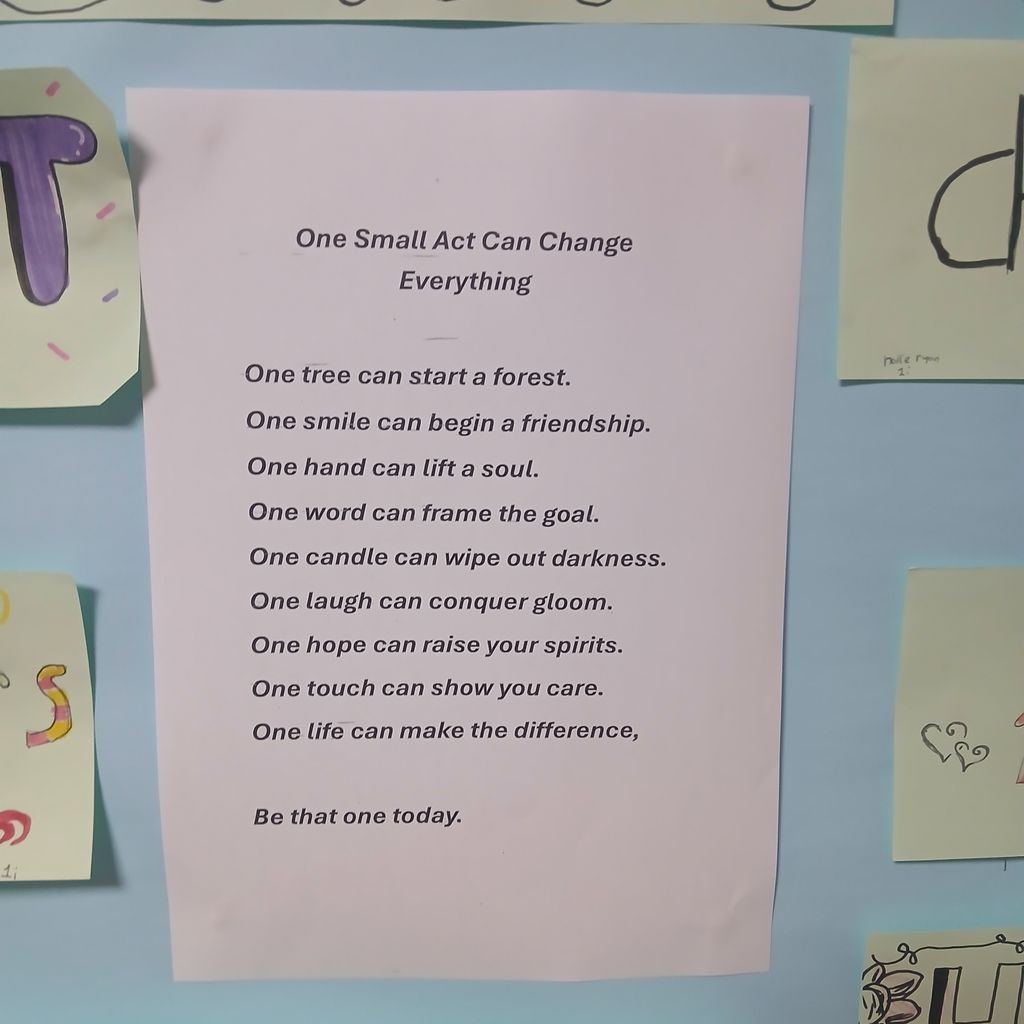 T
One Small Act Can Change
Everything
One tree can start a forest.
One smile can begin a friendship.
One hand can lift a soul.
One word can frame the goal.
One candle can wipe out darkness.
One laugh can conquer gloom.
One hope can raise your spirits.
One touch can show you care.
One life can make the difference,
Be that one today.
s
1i